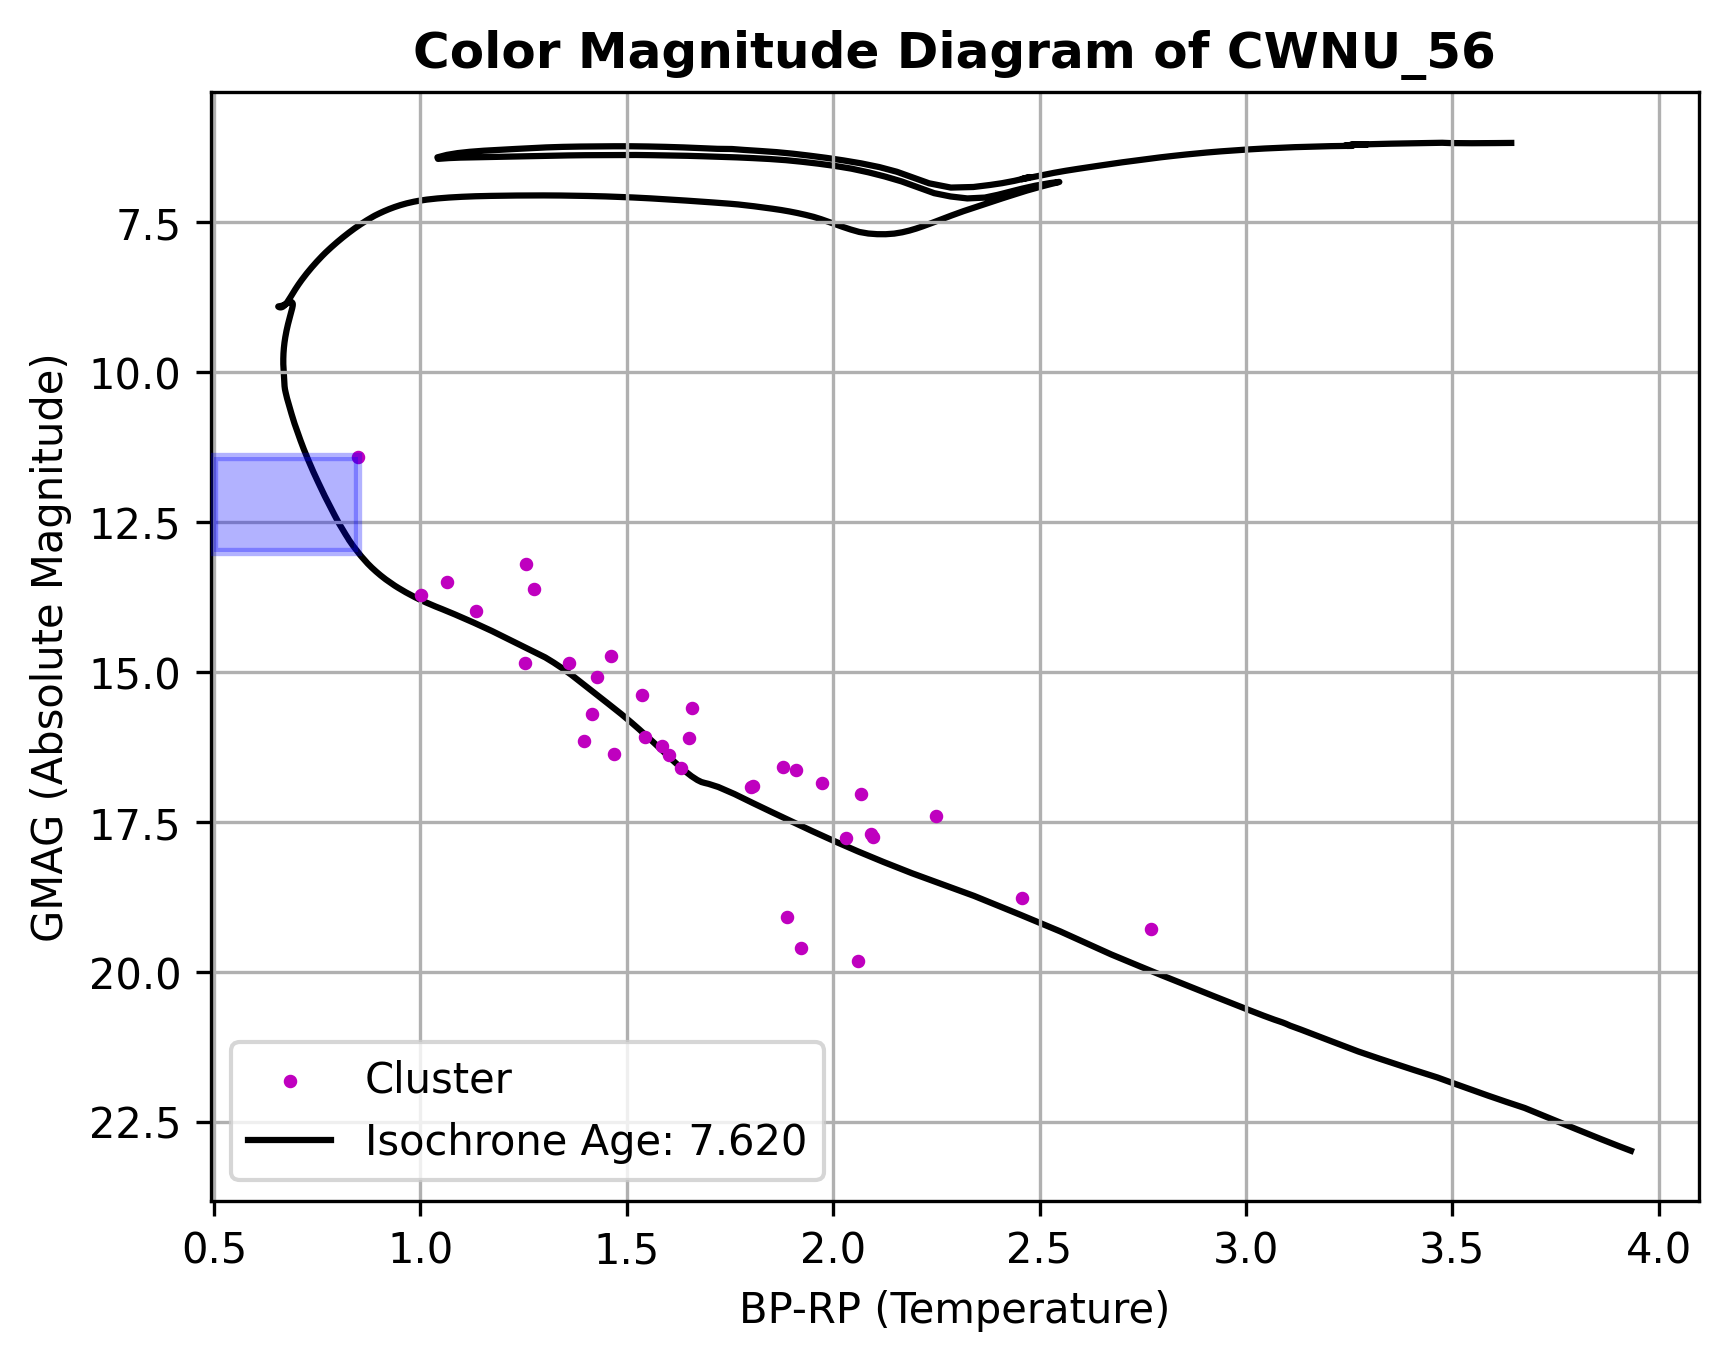 Color Magnitude Diagram of CWNU_56
GMAG (Absolute Magnitude)
7.5
10.0
12.5
15.0
17.5
20.0
22.5
Cluster
Isochrone Age: 7.620
0.5 1.0 1.5 2.0 2.5 3.0 3.5 4.0
BP-RP (Temperature)